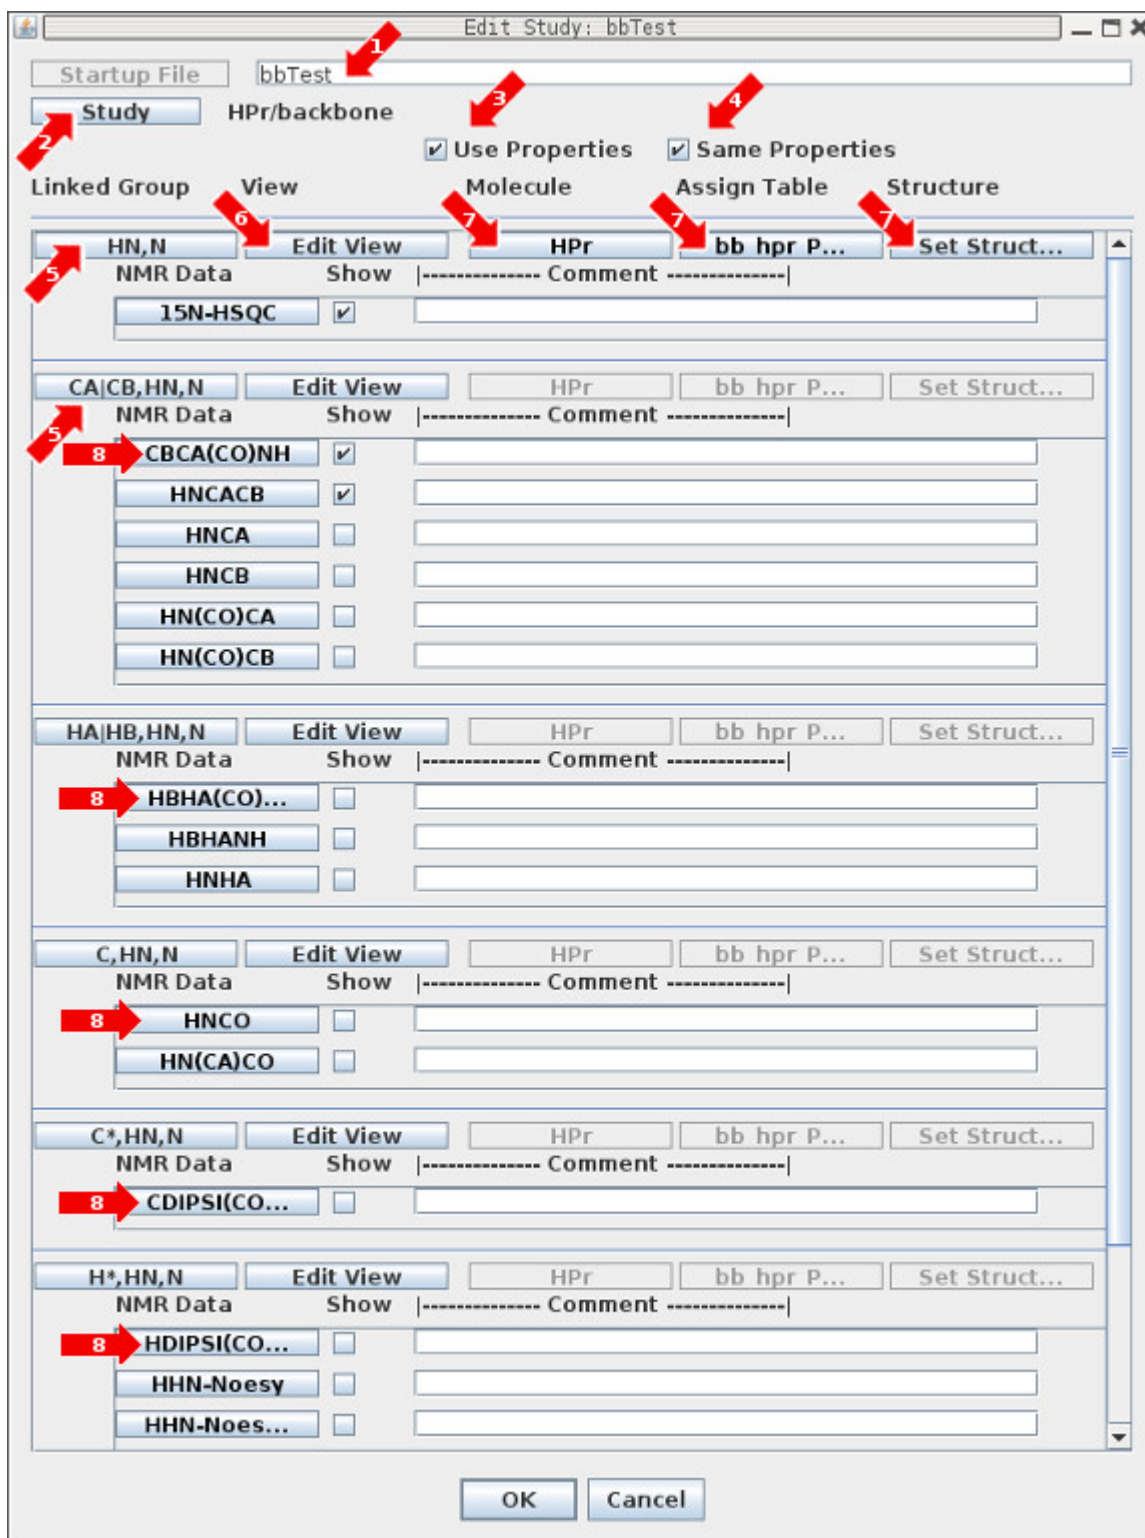 Edit Study: bbTest
1
Startup File bbTest
Study HPr/backbone
2 3 4
Use Properties Same Properties
Linked Group View Molecule Assign Table Structure
6 7 7 7
HN,N Edit View HPr bb hpr P... Set Struct...
5 NMR Data Show |-------------- Comment --------------|
15N-HSQC
CA|CB,HN,N Edit View HPr bb hpr P... Set Struct...
NMR Data Show |-------------- Comment --------------|
5
8 CBCA(CO)NH
HNCACB
HNCA
HNCB
HN(CO)CA
HN(CO)CB
HA|HB,HN,N Edit View HPr bb hpr P... Set Struct...
NMR Data Show |-------------- Comment --------------|
8 HBHA(CO)...
HBHANH
HNHA
C,HN,N Edit View HPr bb hpr P... Set Struct...
NMR Data Show |-------------- Comment --------------|
8 HNCO
HN(CA)CO
C*,HN,N Edit View HPr bb hpr P... Set Struct...
NMR Data Show |-------------- Comment --------------|
8 CDIPSI(CO...
H*,HN,N Edit View HPr bb hpr P... Set Struct...
NMR Data Show |-------------- Comment --------------|
8 HDIPSI(CO...
HHN-Noesy
HHN-Noes...
OK Cancel